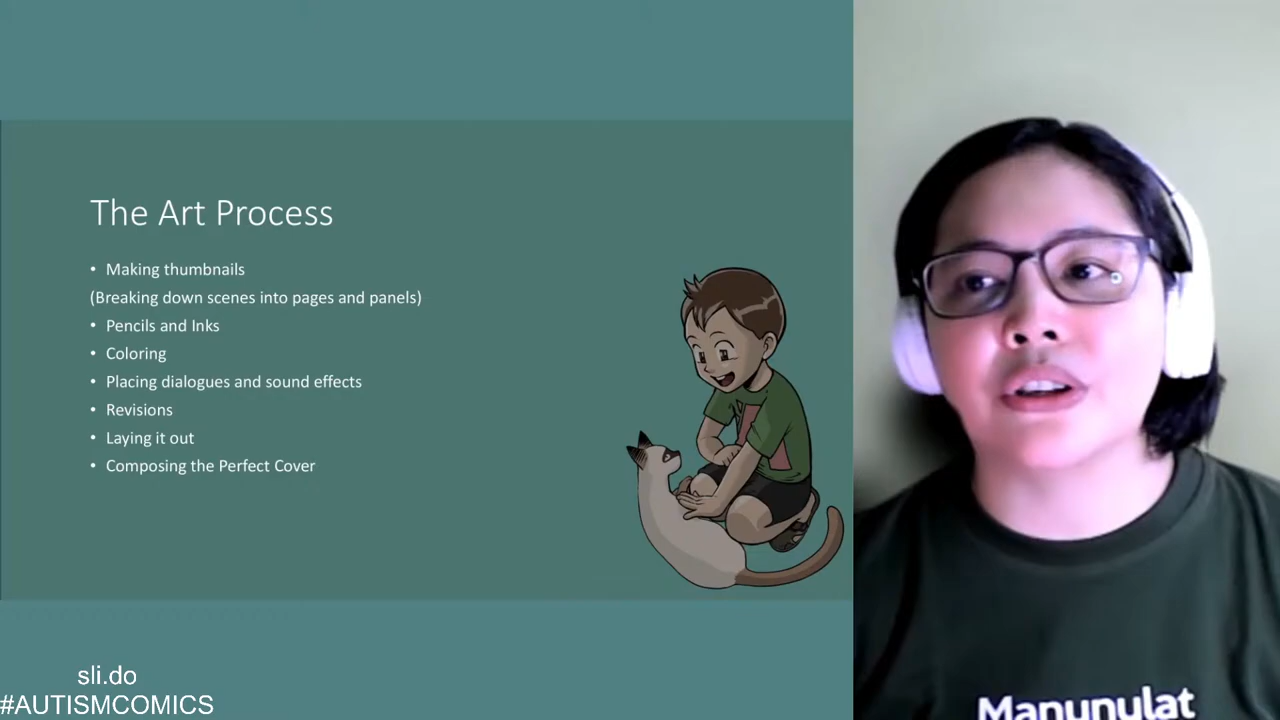 The Art Process
• Making thumbnails
(Breaking down scenes into pages and panels)
• Pencils and Inks
• Coloring
• Placing dialogues and sound effects
• Revisions
• Laying it out
• Composing the Perfect Cover
sli.do
#AUTISMCOMICS
Manunulat